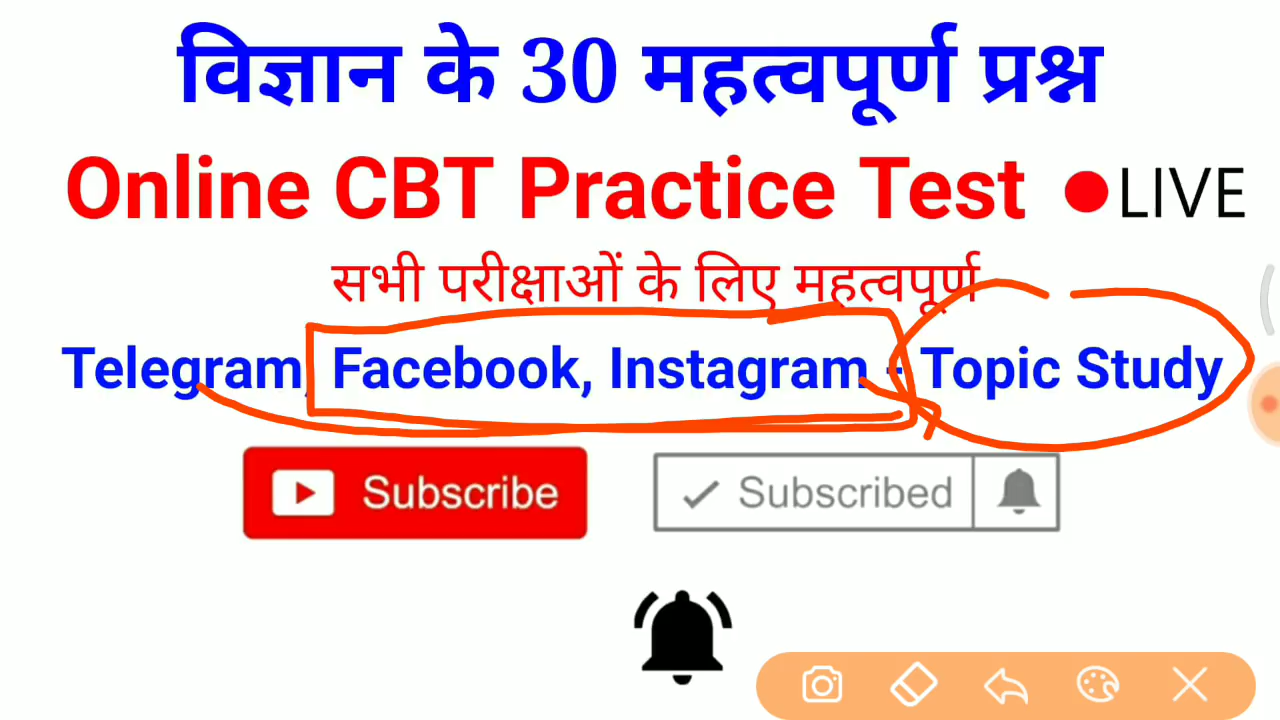 विज्ञान के 30 महत्वपूर्ण प्रश्न
Online CBT Practice Test ●LIVE
सभी परीक्षाओं के लिए महत्वपूर्ण
Telegram, Facebook, Instagram - Topic Study
Subscribe
Subscribed